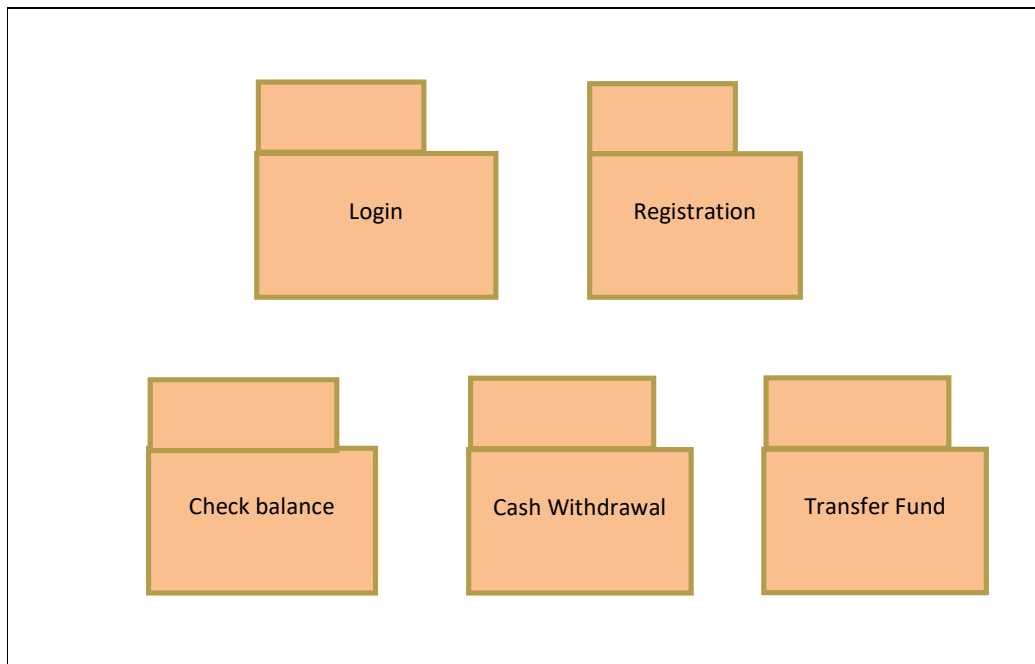 Login
Registration
Check balance
Cash Withdrawal
Transfer Fund